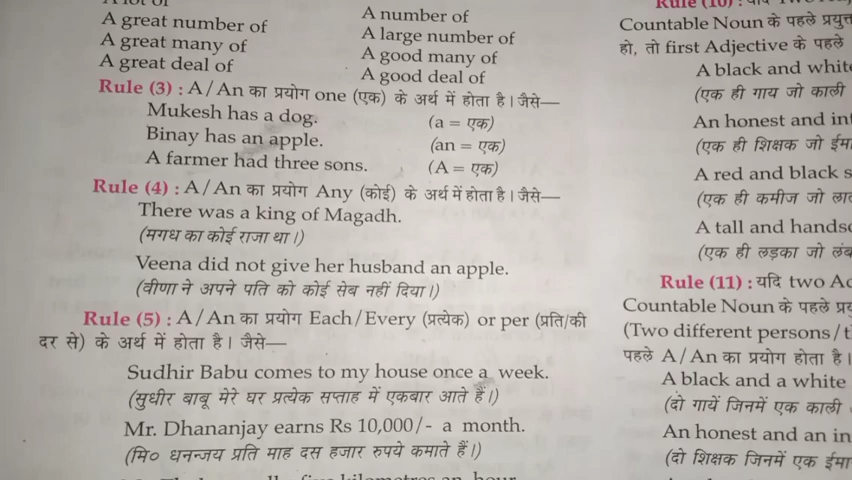 A great number of
A great many of
A great deal of
A number of
A large number of
A good many of
A good deal of
Rule (3) : A/An का प्रयोग one (एक) के अर्थ में होता है। जैसे—
Mukesh has a dog. (a = एक)
Binay has an apple. (an = एक)
A farmer had three sons. (A = एक)
Rule (4) : A/An का प्रयोग Any (कोई) के अर्थ में होता है। जैसे—
There was a king of Magadh.
(मगध का कोई राजा था।)
Veena did not give her husband an apple.
(वीणा ने अपने पति को कोई सेब नहीं दिया।)
Rule (5) : A/An का प्रयोग Each/Every (प्रत्येक) or per (प्रति/की
दर से) के अर्थ में होता है। जैसे—
Sudhir Babu comes to my house once a week.
(सुधीर बाबू मेरे घर प्रत्येक सप्ताह में एकबार आते हैं।)
Mr. Dhananjay earns Rs 10,000/- a month.
(मि० धनन्जय प्रति माह दस हजार रुपये कमाते हैं।)
Rule (10) : यदि
Countable Noun के पहले
हो, तो first Adjective के पहले
A black and
(एक ही गाय जो काली
An honest and
(एक ही शिक्षक जो
A red and black
(एक ही कमीज जो
A tall and
(एक ही लड़का जो
Rule (11) : यदि two
Countable Noun के पहले
(Two different persons/
पहले A/An का प्रयोग होता है।
A black and a white
(दो गायें जिनमें एक काली
An honest and an
(दो शिक्षक जिनमें एक